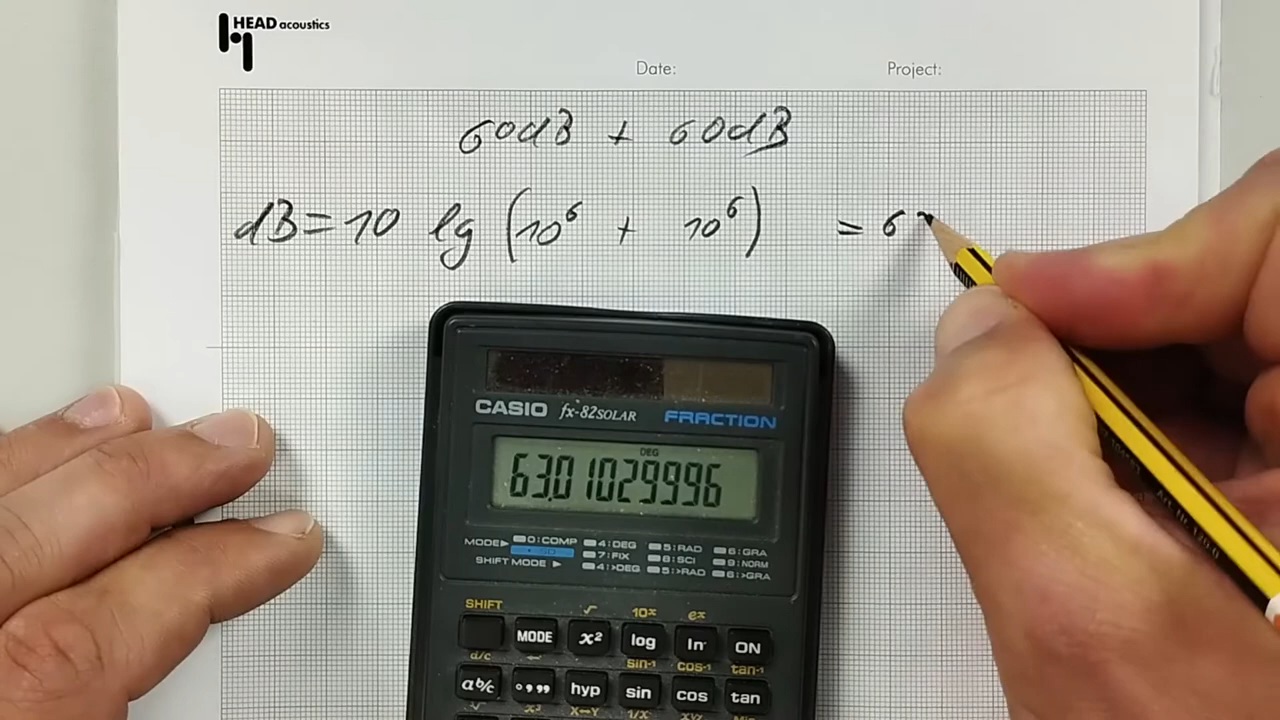 HEAD acoustics
Date: Project:
60dB + 60dB
dB = 10 lg (10⁶ + 10⁶) = 6
CASIO fx-82SOLAR FRACTION
DEG
63.01029996
MODE▶ 0:COMP 4:DEG 5:RAD 6:GRA
• :SD 7:FIX 8:SCI 9:NORM
SHIFT MODE ▶ 4:>DEG 5:>RAD 6:>GRA
SHIFT √ 10ˣ eˣ
MODE x² log ln ON
d/c sin⁻¹ cos⁻¹ tan⁻¹
a b/c °,,, hyp sin cos tan
x³ X↔Y 1/X